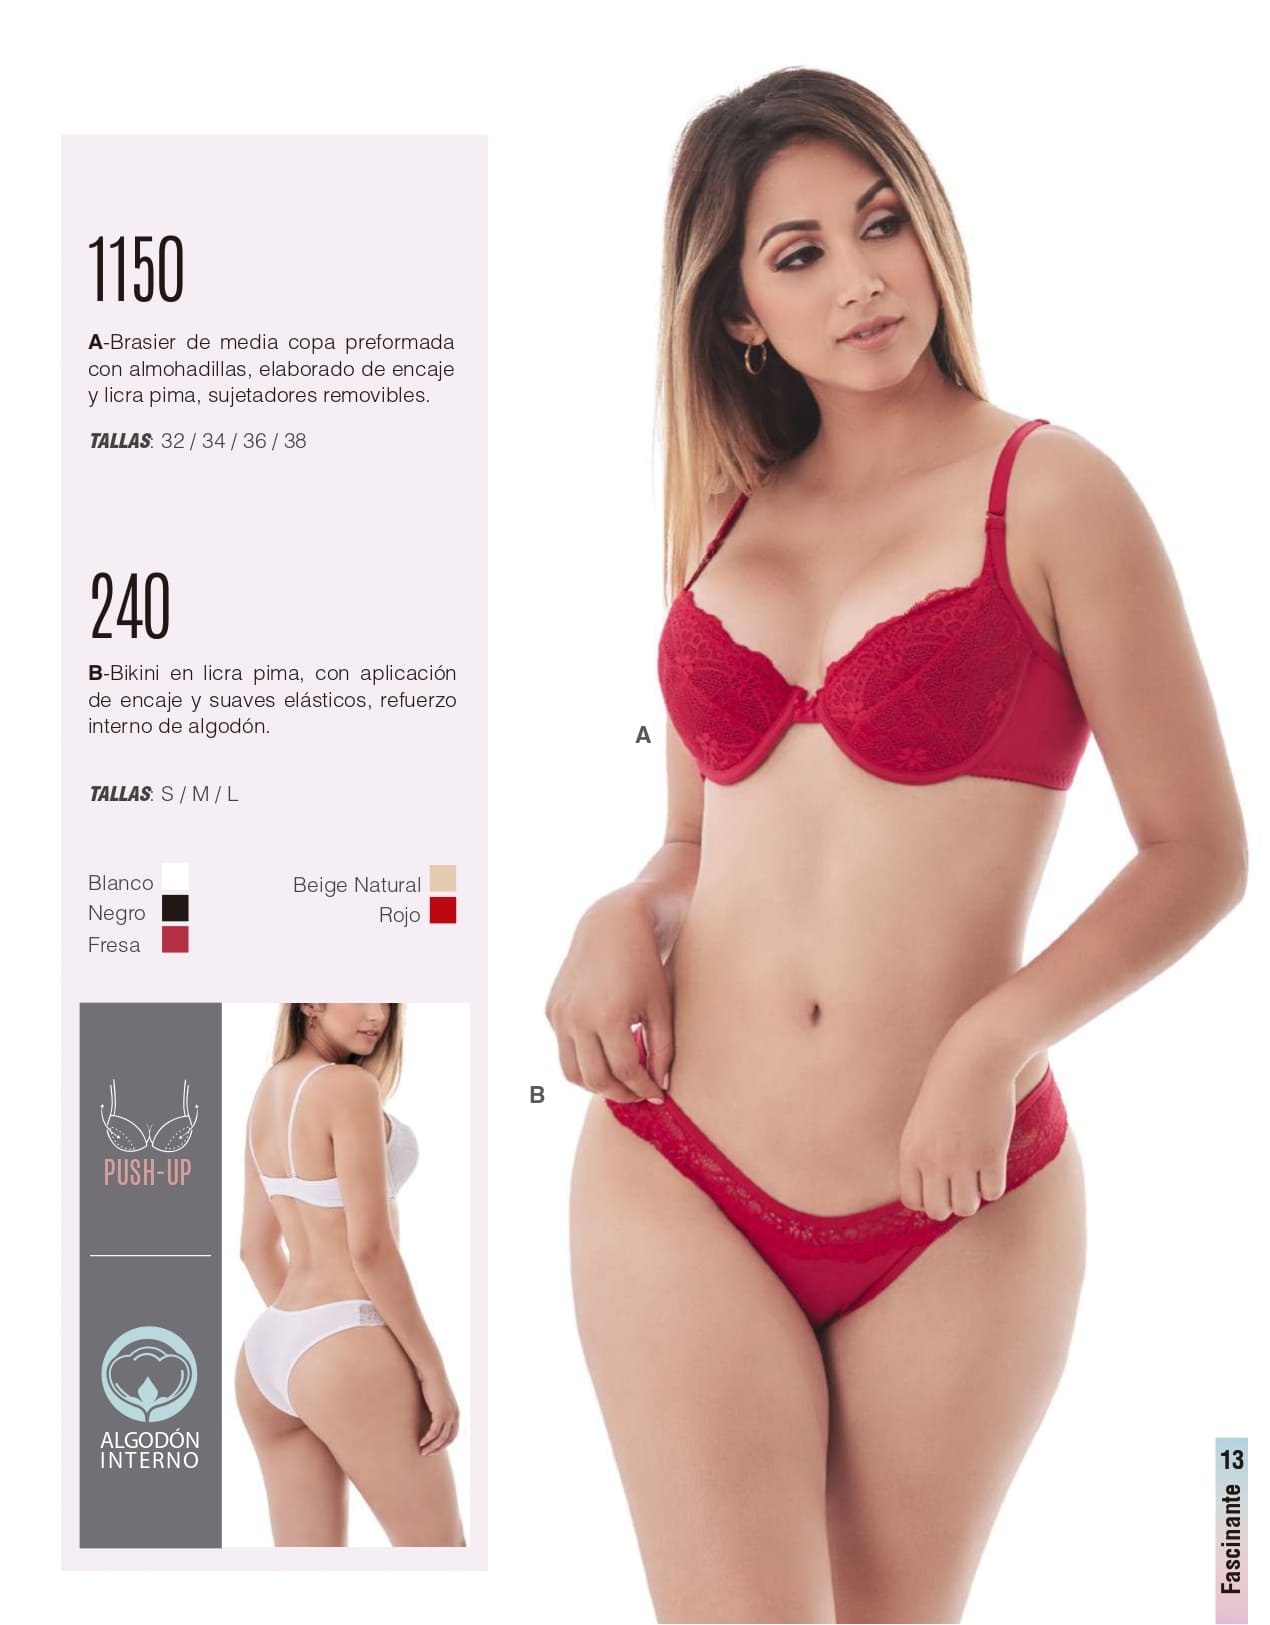 1150
A-Brasier de media copa preformada
con almohadillas, elaborado de encaje
y licra pima, sujetadores removibles.
TALLAS: 32 / 34 / 36 / 38
240
B-Bikini en licra pima, con aplicación
de encaje y suaves elásticos, refuerzo
interno de algodón.
TALLAS: S / M / L
Blanco
Negro
Fresa
Beige Natural
Rojo
PUSH-UP
ALGODÓN
INTERNO
A
B
Fascinante 13